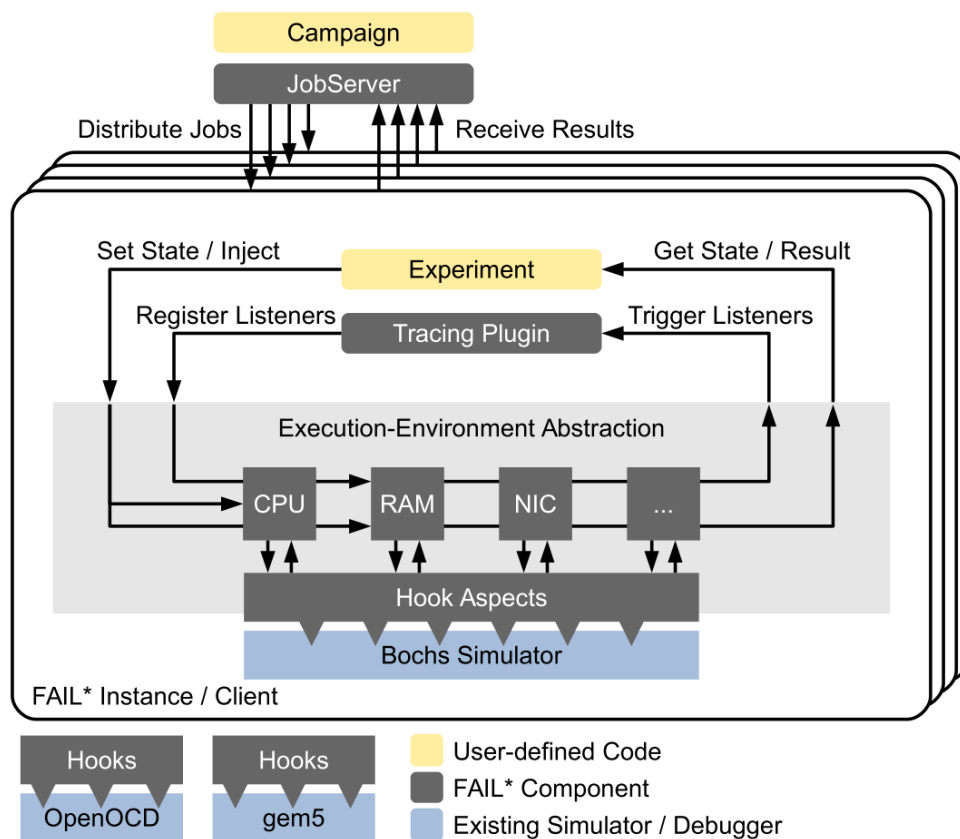 Campaign
JobServer
Distribute Jobs
Receive Results
Set State / Inject
Experiment
Get State / Result
Register Listeners
Tracing Plugin
Trigger Listeners
Execution-Environment Abstraction
CPU
RAM
NIC
...
Hook Aspects
Bochs Simulator
FAIL* Instance / Client
Hooks
OpenOCD
Hooks
gem5
User-defined Code
FAIL* Component
Existing Simulator / Debugger